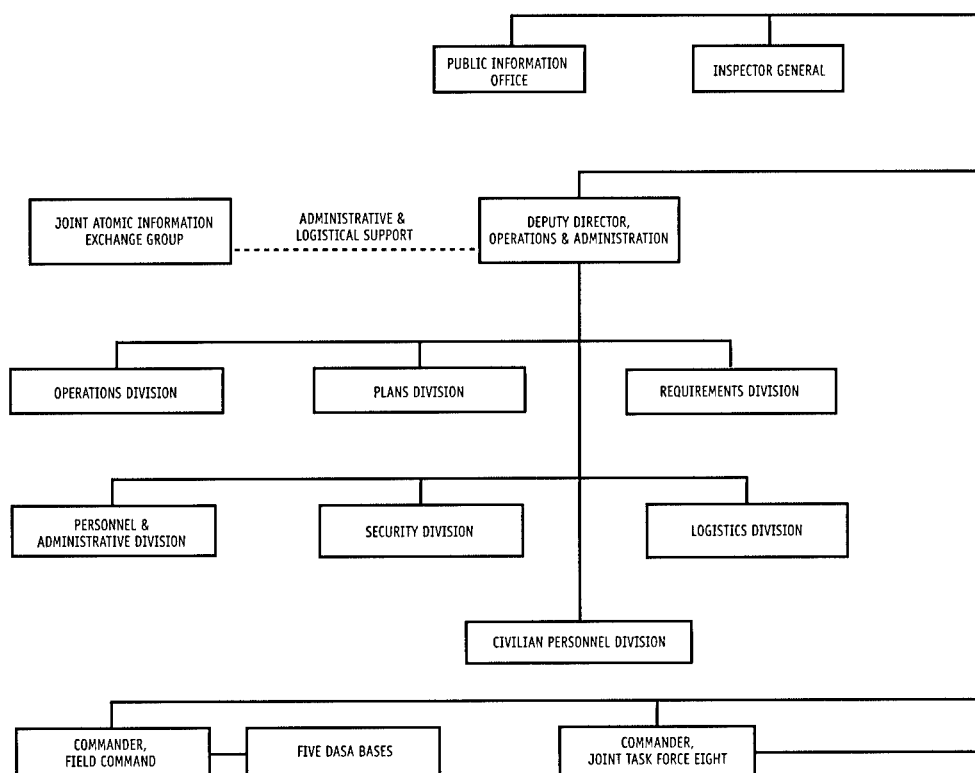 PUBLIC INFORMATION
OFFICE
INSPECTOR GENERAL
JOINT ATOMIC INFORMATION
EXCHANGE GROUP
ADMINISTRATIVE &
LOGISTICAL SUPPORT
DEPUTY DIRECTOR,
OPERATIONS & ADMINISTRATION
OPERATIONS DIVISION
PLANS DIVISION
REQUIREMENTS DIVISION
PERSONNEL &
ADMINISTRATIVE DIVISION
SECURITY DIVISION
LOGISTICS DIVISION
CIVILIAN PERSONNEL DIVISION
COMMANDER,
FIELD COMMAND
FIVE DASA BASES
COMMANDER,
JOINT TASK FORCE EIGHT